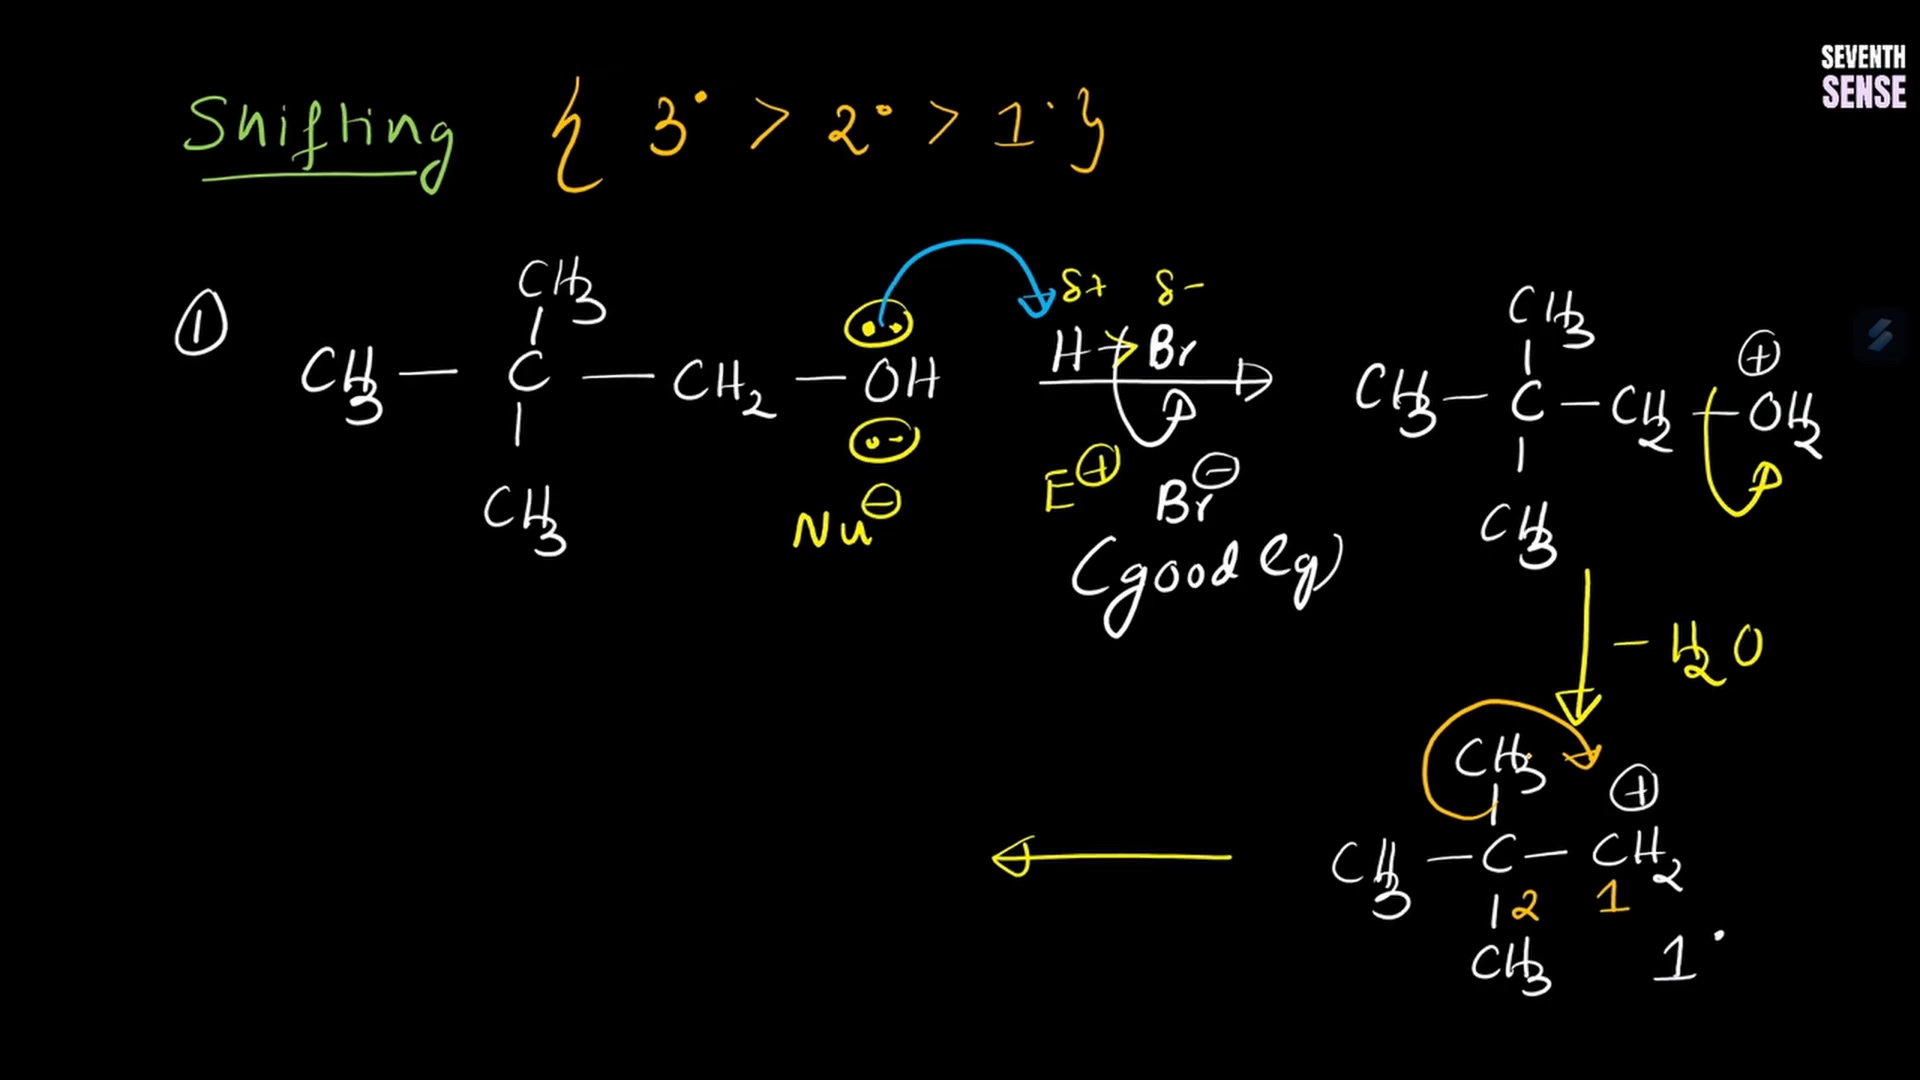 SEVENTH
SENSE
Shifting { 3° > 2° > 1° }
① CH3 — C — CH2 — OH
CH3
CH3
Nu⊖
δ+ δ-
H Br
E⊕ Br⊖
(good lg)
CH3
CH3 — C — CH2 — OH2 ⊕
CH3
- H2O
CH3 ⊕
CH3 — C — CH2
2 1
CH3 1°